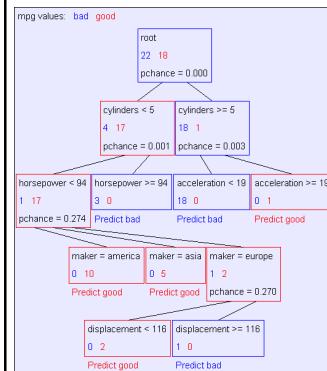 mpg values: bad good
root
22 18
pchance = 0.000
cylinders < 5
4 17
pchance = 0.001
cylinders >= 5
18 1
pchance = 0.003
horsepower < 94
1 17
pchance = 0.274
horsepower >= 94
3 0
Predict bad
acceleration < 19
18 0
Predict bad
acceleration >= 19
0 1
Predict good
maker = america
0 10
Predict good
maker = asia
0 5
Predict good
maker = europe
1 2
pchance = 0.270
displacement < 116
0 2
Predict good
displacement >= 116
1 0
Predict bad